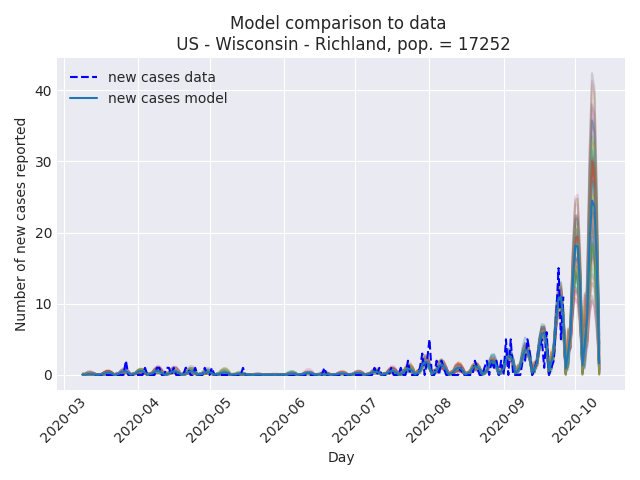 Model comparison to data
US - Wisconsin - Richland, pop. = 17252
new cases data
new cases model
Number of new cases reported
40
30
20
10
0
2020-03
2020-04
2020-05
2020-06
2020-07
2020-08
2020-09
2020-10
Day